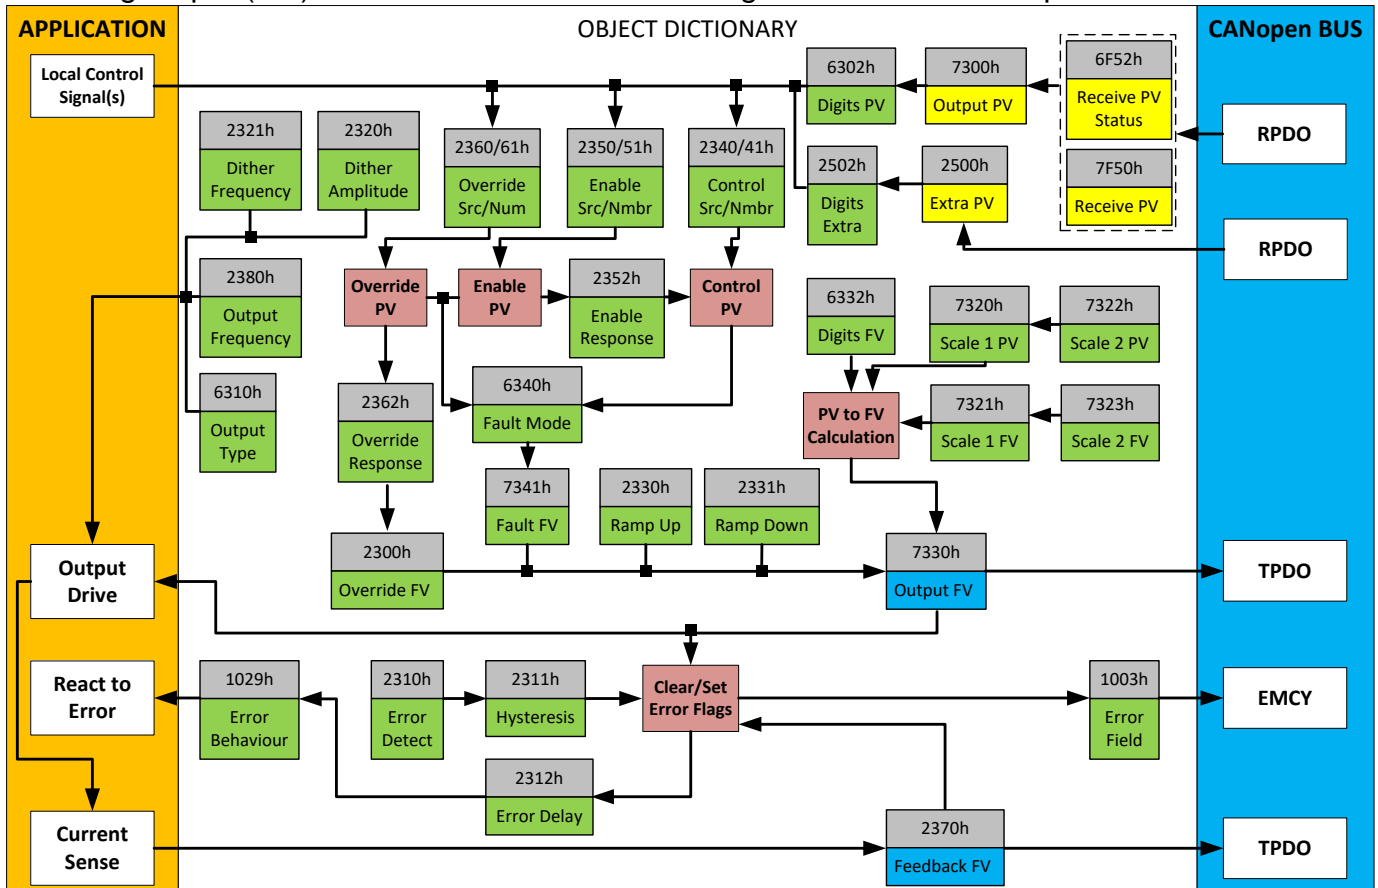 APPLICATION
OBJECT DICTIONARY
CANopen BUS
Local Control
Signal(s)
6302h
Digits PV
7300h
Output PV
6F52h
Receive PV
Status
7F50h
Receive PV
RPDO
2321h
Dither
Frequency
2320h
Dither
Amplitude
2360/61h
Override
Src/Num
2350/51h
Enable
Src/Nmbr
2340/41h
Control
Src/Nmbr
2502h
Digits
Extra
2500h
Extra PV
RPDO
2380h
Output
Frequency
Override
PV
Enable
PV
2352h
Enable
Response
Control
PV
6332h
Digits FV
7320h
Scale 1 PV
7322h
Scale 2 PV
6310h
Output
Type
2362h
Override
Response
6340h
Fault Mode
PV to FV
Calculation
7321h
Scale 1 FV
7323h
Scale 2 FV
7341h
Fault FV
2330h
Ramp Up
2331h
Ramp Down
Output
Drive
2300h
Override FV
7330h
Output FV
TPDO
React to
Error
1029h
Error
Behaviour
2310h
Error
Detect
2311h
Hysteresis
Clear/Set
Error Flags
1003h
Error
Field
EMCY
2312h
Error Delay
Current
Sense
2370h
Feedback FV
TPDO